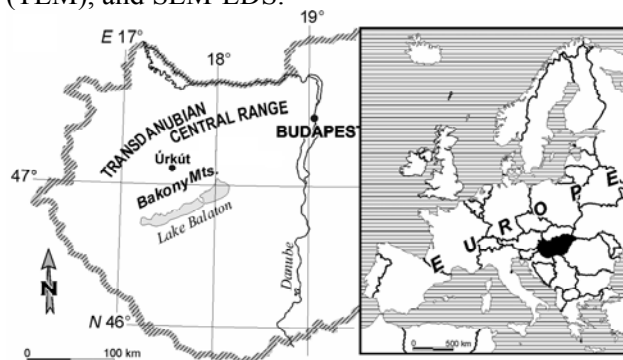 (TEM), and SEM-EDS.
E 17°
18°
19°
TRANSDANUBIAN
CENTRAL RANGE
BUDAPEST
Úrkút
47°
Bakony Mts.
Lake Balaton
Danube
N
N 46°
0 100 km
EUROPE
0 500 km